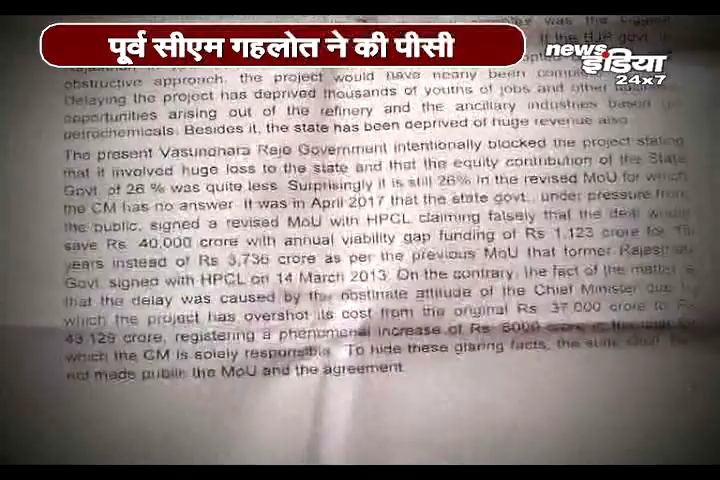 was the biggest
पूर्व सीएम गहलोत ने की पीसी
If the BJP govt
news
इंडिया
24x7
obstructive approach, the project would have nearly been
Delaying the project has deprived thousands of youths of jobs and other
opportunities arising out of the refinery and the ancillary industries based
petrochemicals. Besides it, the state has been deprived of huge revenue also
The present Vasundhara Raje Government intentionally blocked the project stating
that it involved huge loss to the state and that the equity contribution of the State
Govt. of 26 % was quite less. Surprisingly it is still 26% in the revised MoU for which
the CM has no answer. It was in April 2017 that the state govt., under pressure from
the public, signed a revised MoU with HPCL claiming falsely that the deal would
save Rs. 40,000 crore with annual viability gap funding of Rs 1,123 crore for
years instead of Rs 3,736 crore as per the previous MoU that former Rajasthan
Govt. signed with HPCL on 14 March 2013. On the contrary, the fact of the matter is
that the delay was caused by the obstinate attitude of the Chief Minister due
which the project has overshot its cost from the original Rs 37,000 crore to Rs
43,129 crore, registering a phenomenal increase of Rs 6000 crore
which the CM is solely responsible. To hide these glaring facts, the state
not made public the MoU and the agreement.